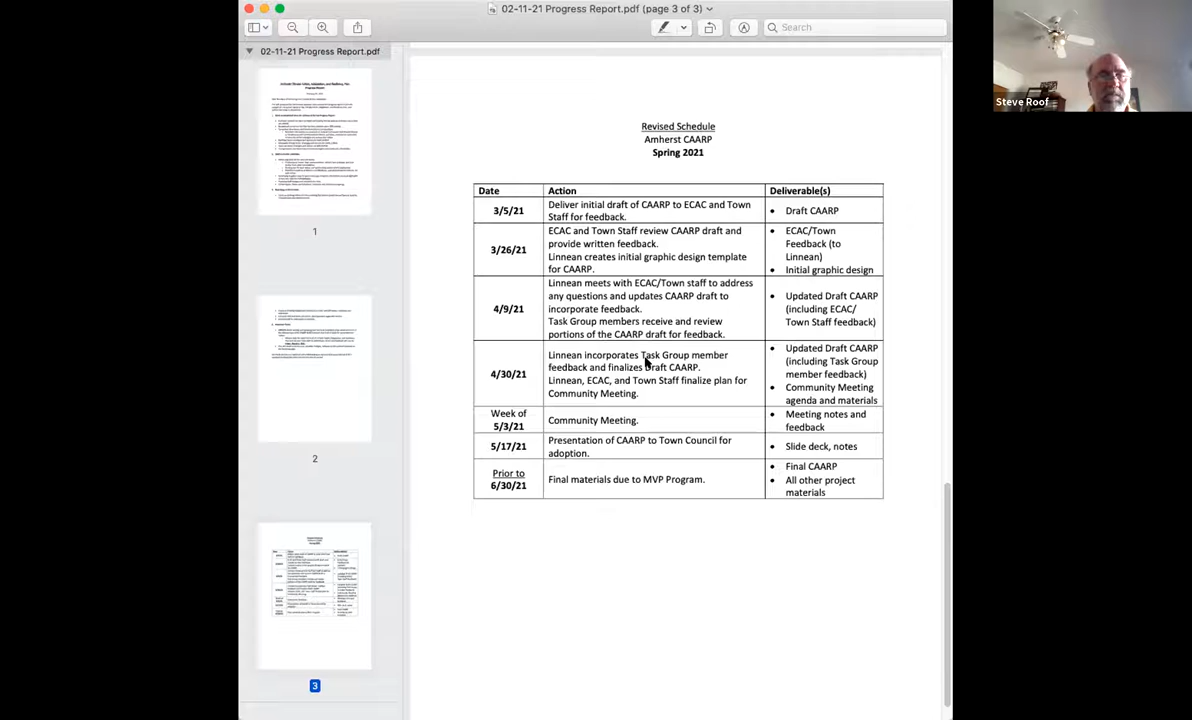 02-11-21 Progress Report.pdf (page 3 of 3)
Search
02-11-21 Progress Report.pdf
1
2
3
Steve Roof
Revised Schedule
Amherst CAARP
Spring 2021
Date
Action
Deliverable(s)
3/5/21
Deliver initial draft of CAARP to ECAC and Town
Staff for feedback.
• Draft CAARP
3/26/21
ECAC and Town Staff review CAARP draft and
provide written feedback.
Linnean creates initial graphic design template
for CAARP.
• ECAC/Town
Feedback (to
Linnean)
• Initial graphic design
4/9/21
Linnean meets with ECAC/Town staff to address
any questions and updates CAARP draft to
incorporate feedback.
Task Group members receive and review
portions of the CAARP draft for feedback.
• Updated Draft CAARP
(including ECAC/
Town Staff feedback)
4/30/21
Linnean incorporates Task Group member
feedback and finalizes Draft CAARP.
Linnean, ECAC, and Town Staff finalize plan for
Community Meeting.
• Updated Draft CAARP
(including Task Group
member feedback)
• Community Meeting
agenda and materials
Week of
5/3/21
Community Meeting.
• Meeting notes and
feedback
5/17/21
Presentation of CAARP to Town Council for
adoption.
• Slide deck, notes
Prior to
6/30/21
Final materials due to MVP Program.
• Final CAARP
• All other project
materials